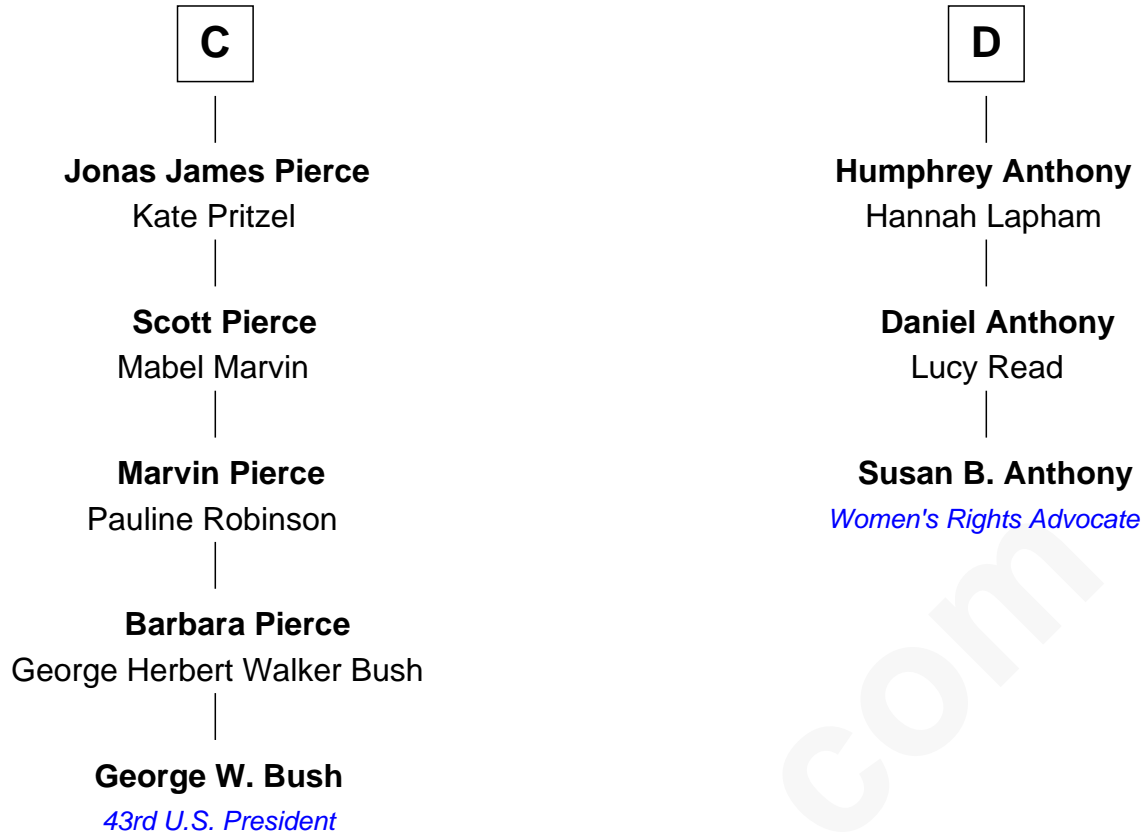 C
Jonas James Pierce
Kate Pritzel
Scott Pierce
Mabel Marvin
Marvin Pierce
Pauline Robinson
Barbara Pierce
George Herbert Walker Bush
George W. Bush
43rd U.S. President
D
Humphrey Anthony
Hannah Lapham
Daniel Anthony
Lucy Read
Susan B. Anthony
Women's Rights Advocate
com